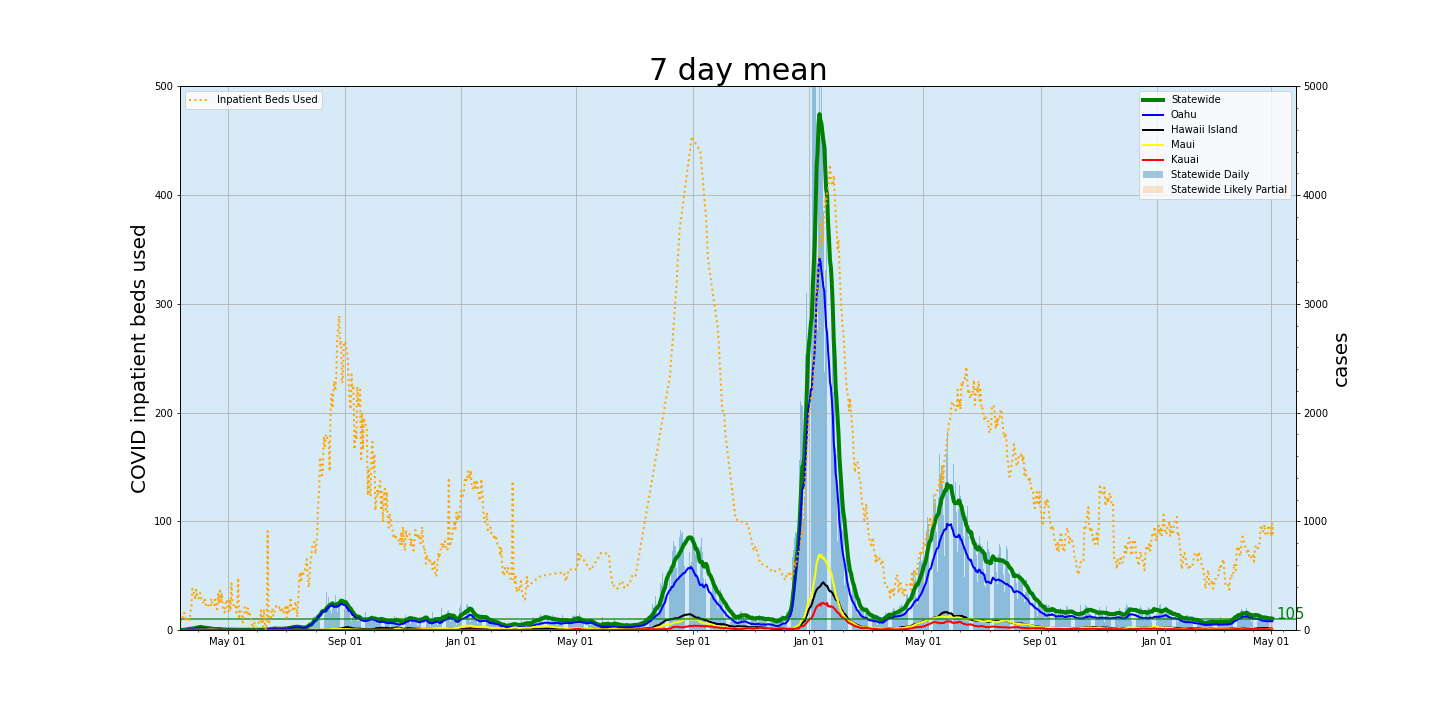 7 day mean
COVID inpatient beds used
500
400
300
200
100
0
Inpatient Beds Used
Statewide
Oahu
Hawaii Island
Maui
Kauai
Statewide Daily
Statewide Likely Partial
5000
4000
3000
2000
1000
0
cases
105
May 01 Sep 01 Jan 01 May 01 Sep 01 Jan 01 May 01 Sep 01 Jan 01 May 01